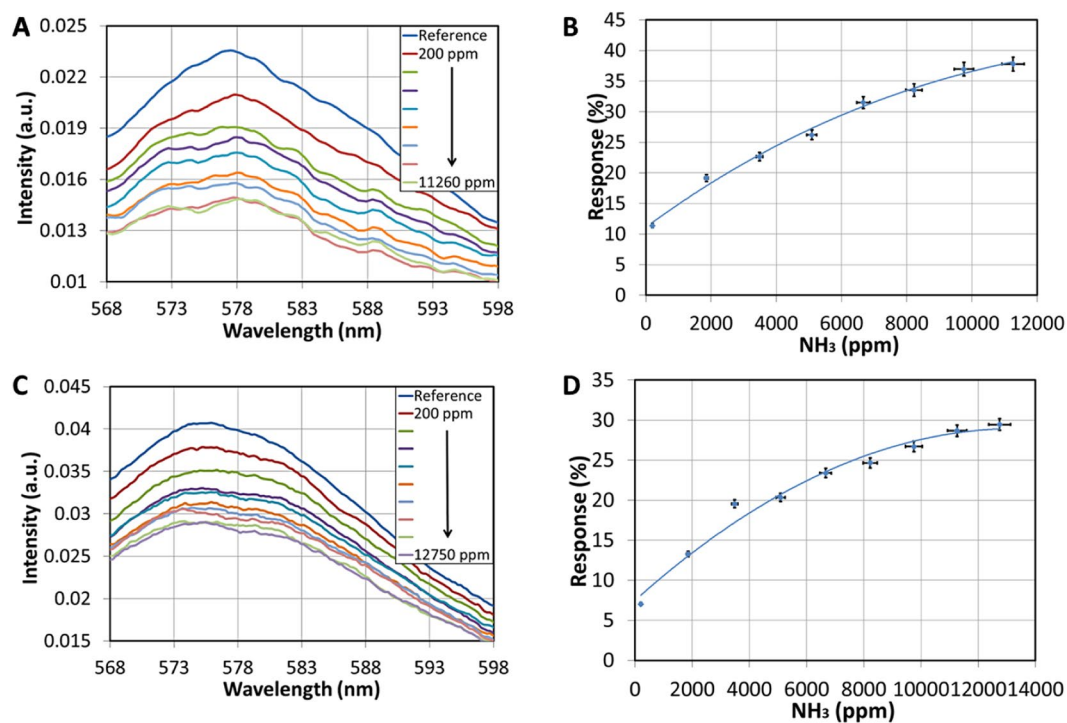 A
0.025
0.022
0.019
0.016
0.013
0.01
Intensity (a.u.)
568 573 578 583 588 593 598
Wavelength (nm)
Reference
200 ppm
11260 ppm
B
45
40
35
30
25
20
15
10
5
0
Response (%)
0 2000 4000 6000 8000 10000 12000
NH₃ (ppm)
C
0.045
0.04
0.035
0.03
0.025
0.02
0.015
Intensity (a.u.)
568 573 578 583 588 593 598
Wavelength (nm)
Reference
200 ppm
12750 ppm
D
35
30
25
20
15
10
5
0
Response (%)
0 2000 4000 6000 8000 10000 12000 14000
NH₃ (ppm)